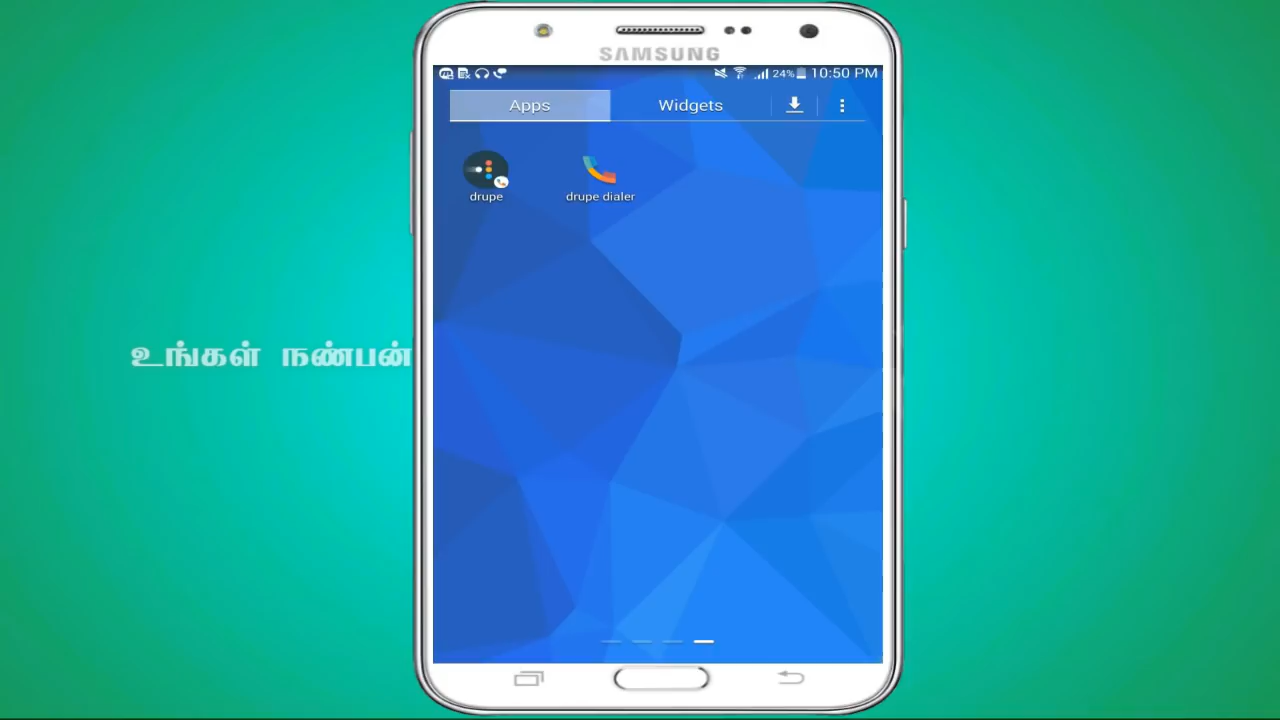 SAMSUNG
24% 10:50 PM
Apps Widgets
drupe drupe dialer
உங்கள் நண்பன்